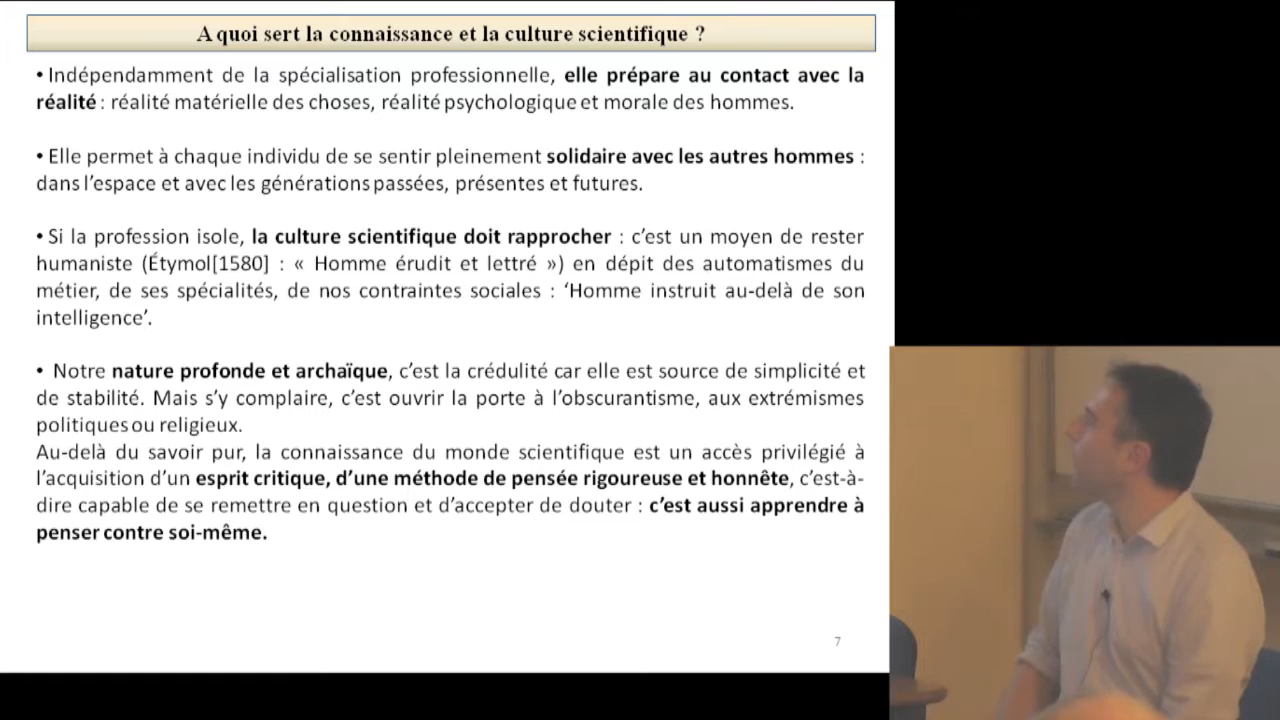 A quoi sert la connaissance et la culture scientifique ?
• Indépendamment de la spécialisation professionnelle, elle prépare au contact avec la
réalité : réalité matérielle des choses, réalité psychologique et morale des hommes.
• Elle permet à chaque individu de se sentir pleinement solidaire avec les autres hommes :
dans l’espace et avec les générations passées, présentes et futures.
• Si la profession isole, la culture scientifique doit rapprocher : c’est un moyen de rester
humaniste (Étymol[1580] : « Homme érudit et lettré ») en dépit des automatismes du
métier, de ses spécialités, de nos contraintes sociales : ‘Homme instruit au-delà de son
intelligence’.
• Notre nature profonde et archaïque, c’est la crédulité car elle est source de simplicité et
de stabilité. Mais s’y complaire, c’est ouvrir la porte à l’obscurantisme, aux extrémismes
politiques ou religieux.
Au-delà du savoir pur, la connaissance du monde scientifique est un accès privilégié à
l’acquisition d’un esprit critique, d’une méthode de pensée rigoureuse et honnête, c’est-à-
dire capable de se remettre en question et d’accepter de douter : c’est aussi apprendre à
penser contre soi-même.
7